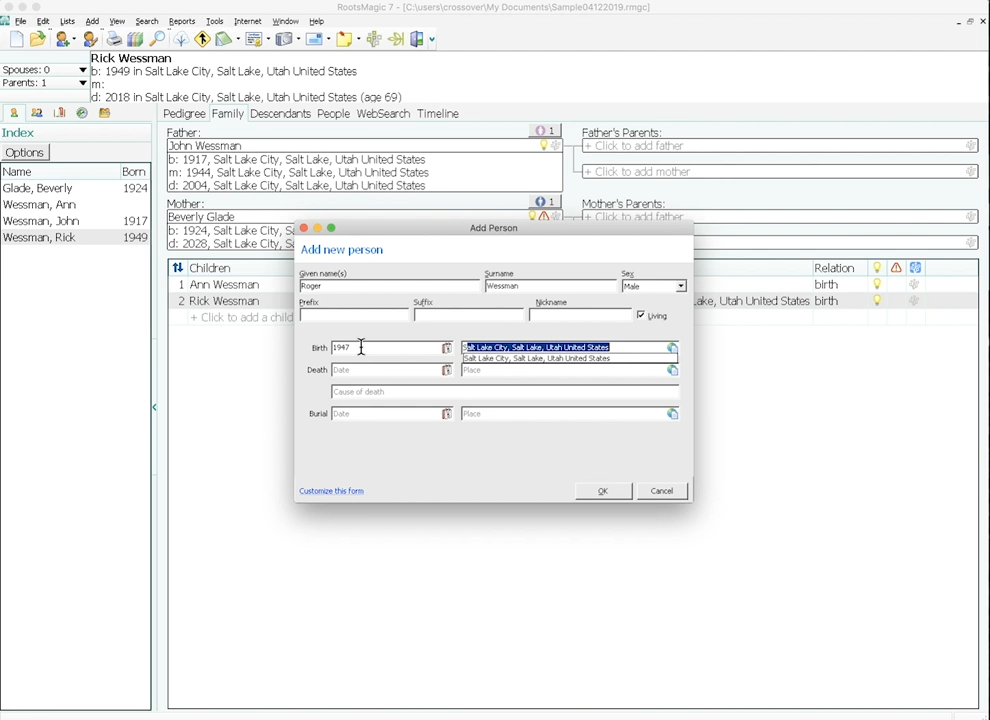 RootsMagic 7 - [C:\users\crossover\My Documents\Sample04122019.rmgc]
File Edit Lists Add View Search Reports Tools Internet Window Help
Rick Wessman
Spouses: 0
b: 1949 in Salt Lake City, Salt Lake, Utah United States
Parents: 1
m:
d: 2018 in Salt Lake City, Salt Lake, Utah United States (age 69)
Pedigree Family Descendants People WebSearch Timeline
Index
Options
Name Born
Glade, Beverly 1924
Wessman, Ann
Wessman, John 1917
Wessman, Rick 1949
Father: 1
John Wessman
b: 1917, Salt Lake City, Salt Lake, Utah United States
m: 1944, Salt Lake City, Salt Lake, Utah United States
d: 2004, Salt Lake City, Salt Lake, Utah United States
Father's Parents:
+ Click to add father
+ Click to add mother
Mother: 1
Beverly Glade
b: 1924, Salt Lake City, Sa
d: 2028, Salt Lake City, Sa
Mother's Parents:
+ Click to add father
Children Relation
1 Ann Wessman birth
2 Rick Wessman Lake, Utah United States birth
+ Click to add a child
Add Person
Add new person
Given name(s) Surname Sex
Roger Wessman Male
Prefix Suffix Nickname
Living
Birth 1947 Salt Lake City, Salt Lake, Utah United States
Salt Lake City, Salt Lake, Utah United States
Death Date Place
Cause of death
Burial Date Place
Customize this form OK Cancel